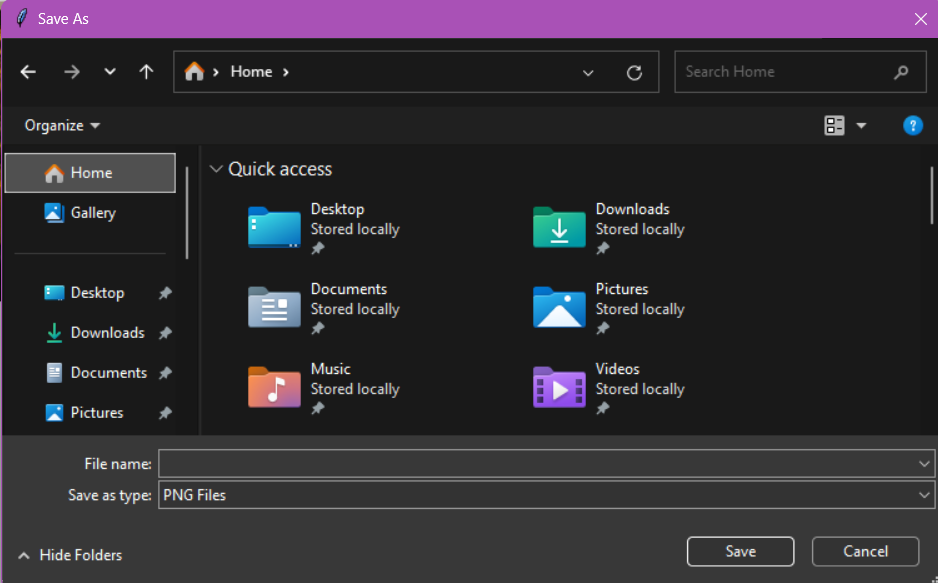 Save As
Home
Search Home
Organize
?
Home
Gallery
Desktop
Downloads
Documents
Pictures
Quick access
Desktop
Stored locally
Downloads
Stored locally
Documents
Stored locally
Pictures
Stored locally
Music
Stored locally
Videos
Stored locally
File name:
Save as type: PNG Files
Hide Folders
Save
Cancel